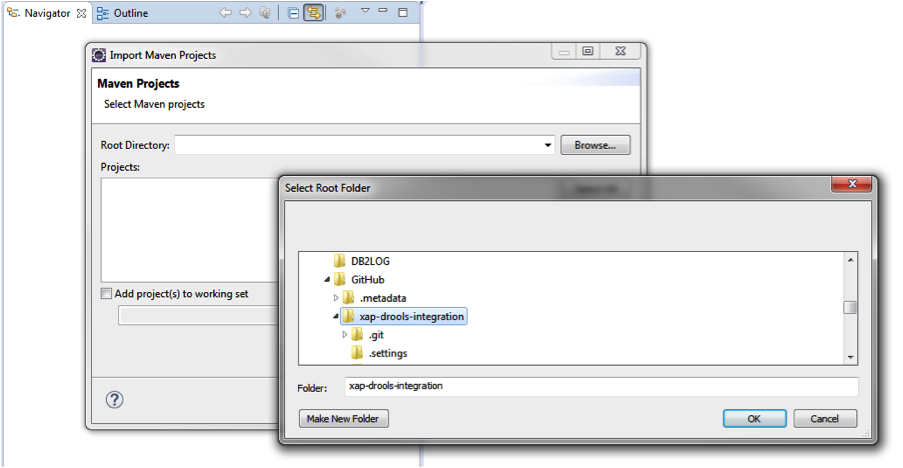 Navigator
Outline
Import Maven Projects
Maven Projects
Select Maven projects
Root Directory:
Browse...
Projects:
Select Root Folder
Select All
DB2LOG
GitHub
.metadata
xap-drools-integration
.git
.settings
Add project(s) to working set
Folder: xap-drools-integration
Make New Folder
OK
Cancel